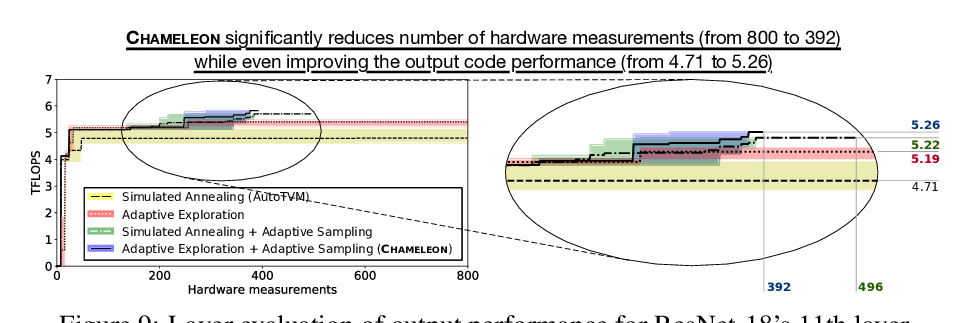 CHAMELEON significantly reduces number of hardware measurements (from 800 to 392)
while even improving the output code performance (from 4.71 to 5.26)
7
6
5
4
3
2
1
0
TFLOPS
0 200 400 600 800
Hardware measurements
Simulated Annealing (AutoTVM)
Adaptive Exploration
Simulated Annealing + Adaptive Sampling
Adaptive Exploration + Adaptive Sampling (CHAMELEON)
5.26
5.22
5.19
4.71
392 496
Figure 9: Layer evaluation of output performance for ResNet-18's 11th layer